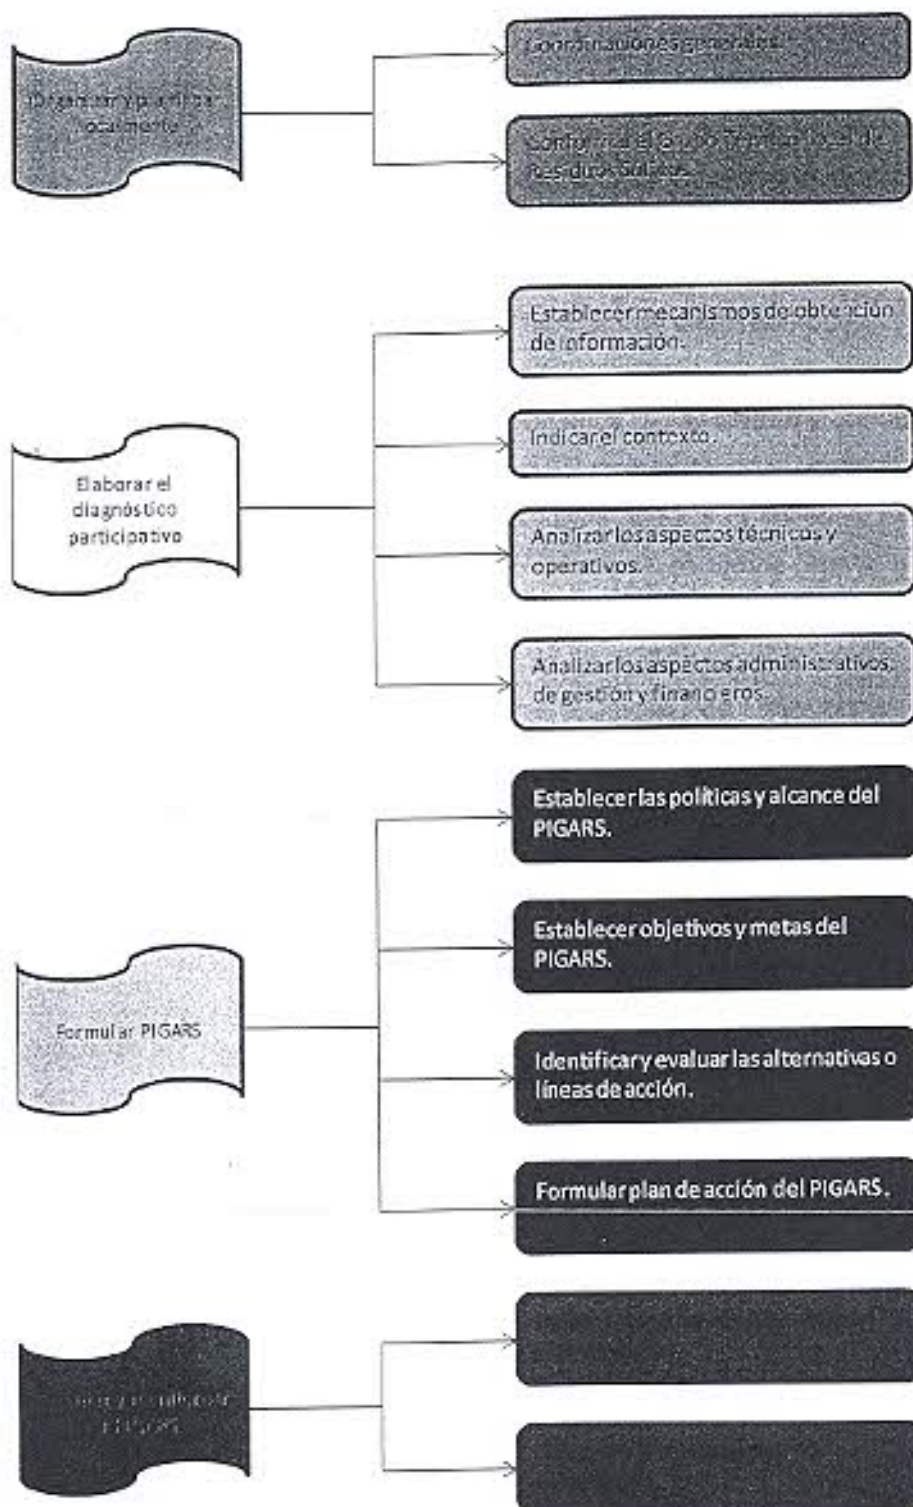 Organizar y planificar
localmente
Coordinaciones generales.
Conformar el Grupo Técnico Local de
Residuos Sólidos.
Elaborar el
diagnóstico
participativo
Establecer mecanismos de obtención
de información.
Indicar el contexto.
Analizar los aspectos técnicos y
operativos.
Analizar los aspectos administrativos,
de gestión y financieros.
Formular PIGARS
Establecer las políticas y alcance del
PIGARS.
Establecer objetivos y metas del
PIGARS.
Identificar y evaluar las alternativas o
líneas de acción.
Formular plan de acción del PIGARS.
PIGARS